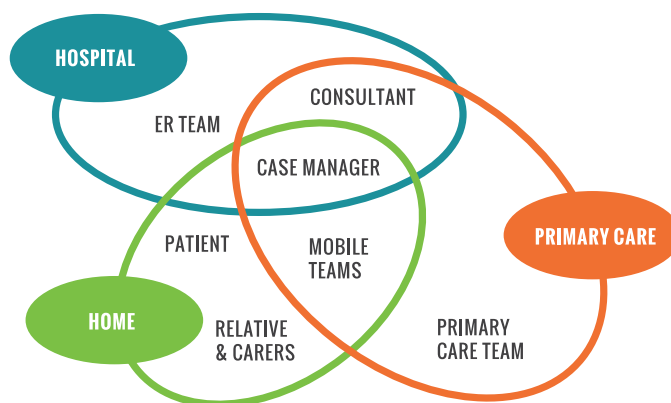 HOSPITAL
CONSULTANT
ER TEAM
CASE MANAGER
PRIMARY CARE
PATIENT
MOBILE
TEAMS
HOME
RELATIVE
& CARERS
PRIMARY
CARE TEAM